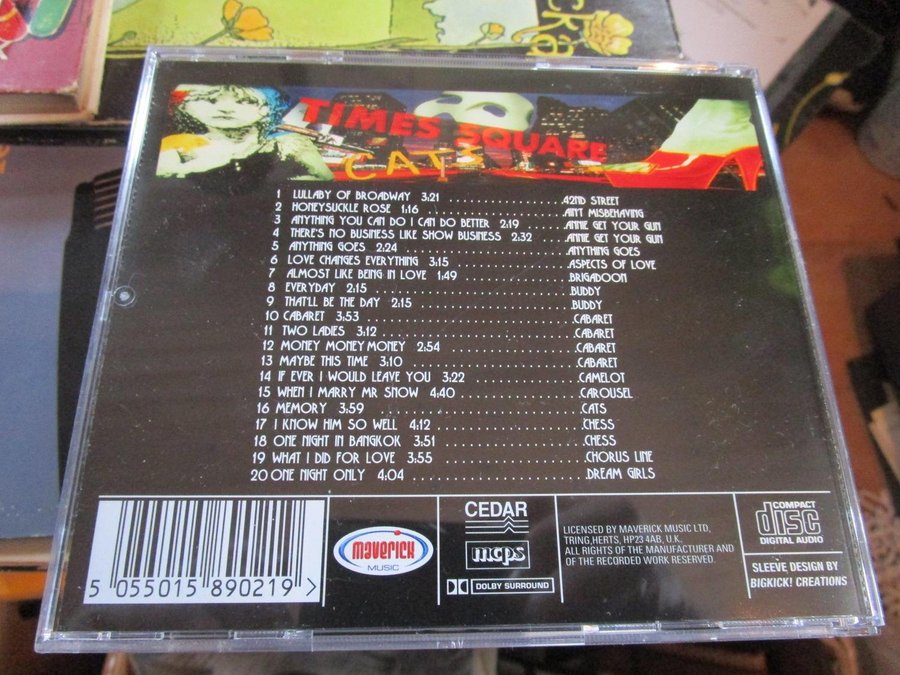 cka
TIMES SQUARE
CATS
1 LULLABY OF BROADWAY 3:21 ..................42ND STREET
2 HONEYSUCKLE ROSE 1:16 .....................AIN'T MISBEHAVING
3 ANYTHING YOU CAN DO I CAN DO BETTER 2:19 ......ANNIE GET YOUR GUN
4 THERE'S NO BUSINESS LIKE SHOW BUSINESS 2:32 .....ANNIE GET YOUR GUN
5 ANYTHING GOES 2:24 ........................ANYTHING GOES
6 LOVE CHANGES EVERYTHING 3:15 .................ASPECTS OF LOVE
7 ALMOST LIKE BEING IN LOVE 1:49 ................BRIGADOON
8 EVERYDAY 2:15 .............................BUDDY
9 THAT'LL BE THE DAY 2:15 .....................BUDDY
10 CABARET 3:53 .............................CABARET
11 TWO LADIES 3:12 ...........................CABARET
12 MONEY MONEY MONEY 2:54 ..................CABARET
13 MAYBE THIS TIME 3:10 .......................CABARET
14 IF EVER I WOULD LEAVE YOU 3:22 ..............CAMELOT
15 WHEN I MARRY MR SNOW 4:40 .................CAROUSEL
16 MEMORY 3:59 .............................CATS
17 I KNOW HIM SO WELL 4:12 ....................CHESS
18 ONE NIGHT IN BANGKOK 3:51 ..................CHESS
19 WHAT I DID FOR LOVE 3:55 ...................CHORUS LINE
20 ONE NIGHT ONLY 4:04 .......................DREAM GIRLS
5 055015 890219 >
maverick
MUSIC
CEDAR
mcps
DOLBY SURROUND
LICENSED BY MAVERICK MUSIC LTD,
TRING,HERTS, HP23 4AB, U.K.
ALL RIGHTS OF THE MANUFACTURER AND
OF THE RECORDED WORK RESERVED.
COMPACT
disc
DIGITAL AUDIO
SLEEVE DESIGN BY
BIGKICK! CREATIONS